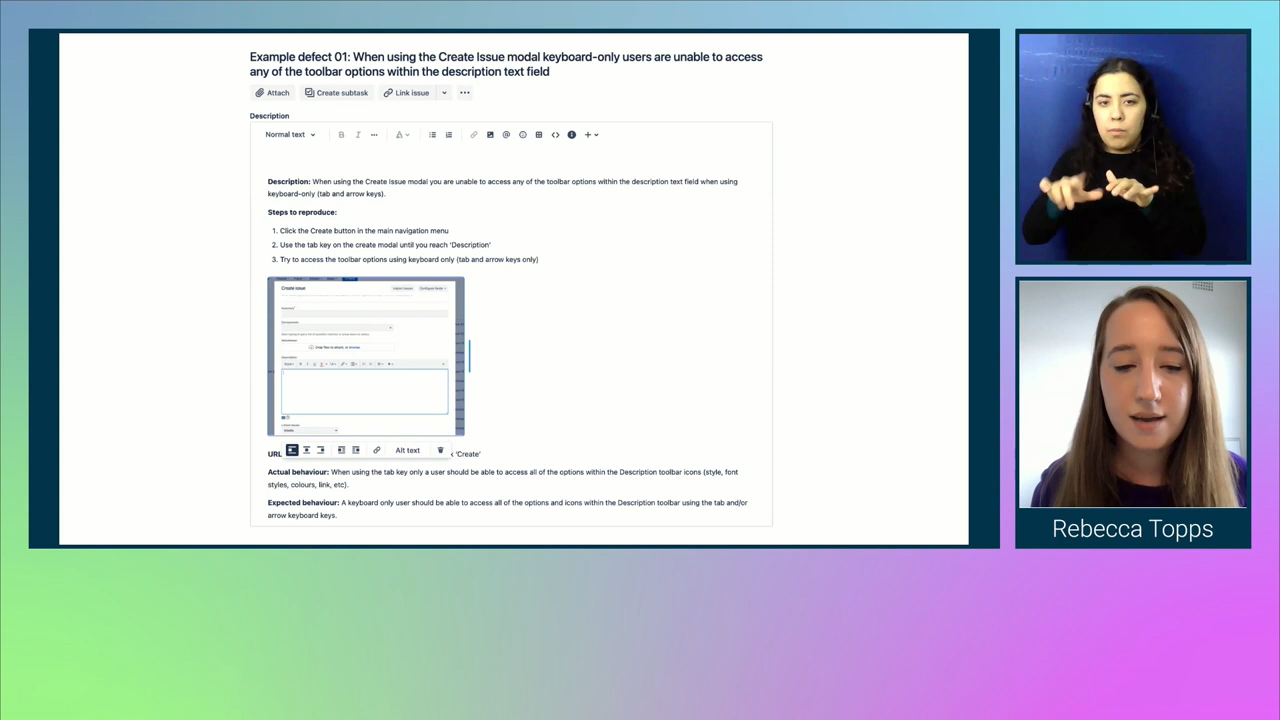 Example defect 01: When using the Create Issue modal keyboard-only users are unable to access
any of the toolbar options within the description text field
Attach Create subtask Link issue
Description
Normal text B I A
Description: When using the Create Issue modal you are unable to access any of the toolbar options within the description text field when using
keyboard-only (tab and arrow keys).
Steps to reproduce:
1. Click the Create button in the main navigation menu
2. Use the tab key on the create modal until you reach 'Description'
3. Try to access the toolbar options using keyboard only (tab and arrow keys only)
Create issue
Alt text
URL 'Create'
Actual behaviour: When using the tab key only a user should be able to access all of the options within the Description toolbar icons (style, font
styles, colours, link, etc).
Expected behaviour: A keyboard only user should be able to access all of the options and icons within the Description toolbar using the tab and/or
arrow keyboard keys.
Rebecca Topps